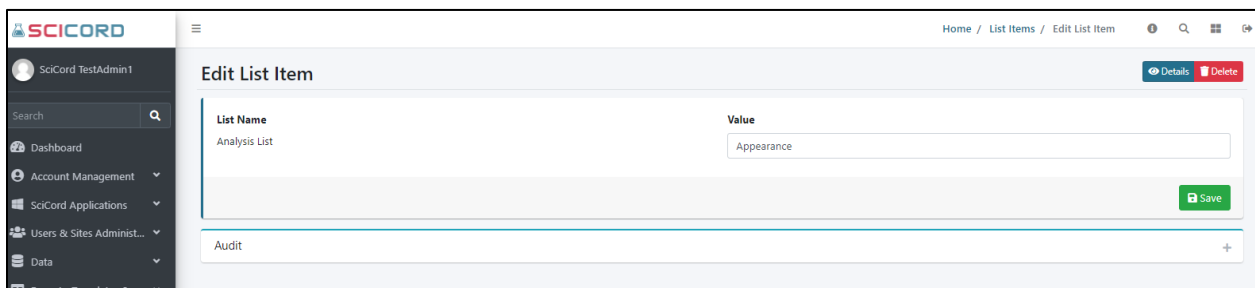 SCICORD
Home / List Items / Edit List Item
SciCord TestAdmin1
Edit List Item
Details
Delete
Search
List Name
Value
Analysis List
Appearance
Dashboard
Account Management
SciCord Applications
Save
Users & Sites Administ...
Audit
Data